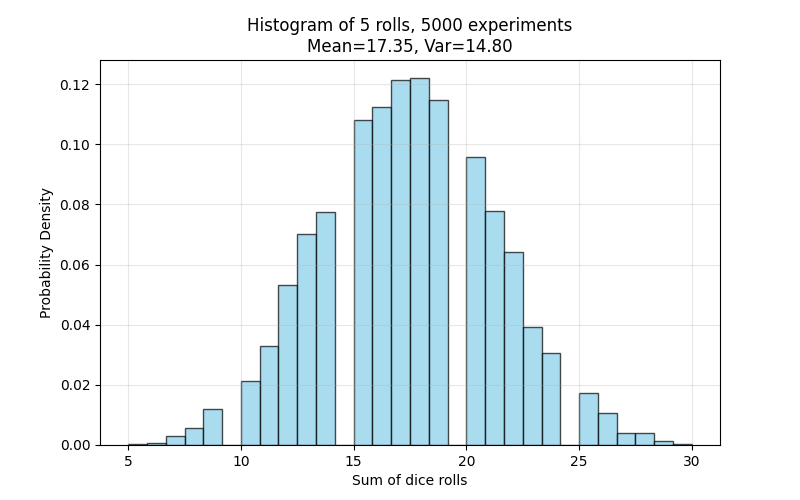 Histogram of 5 rolls, 5000 experiments
Mean=17.35, Var=14.80
Probability Density
0.12
0.10
0.08
0.06
0.04
0.02
0.00
5 10 15 20 25 30
Sum of dice rolls